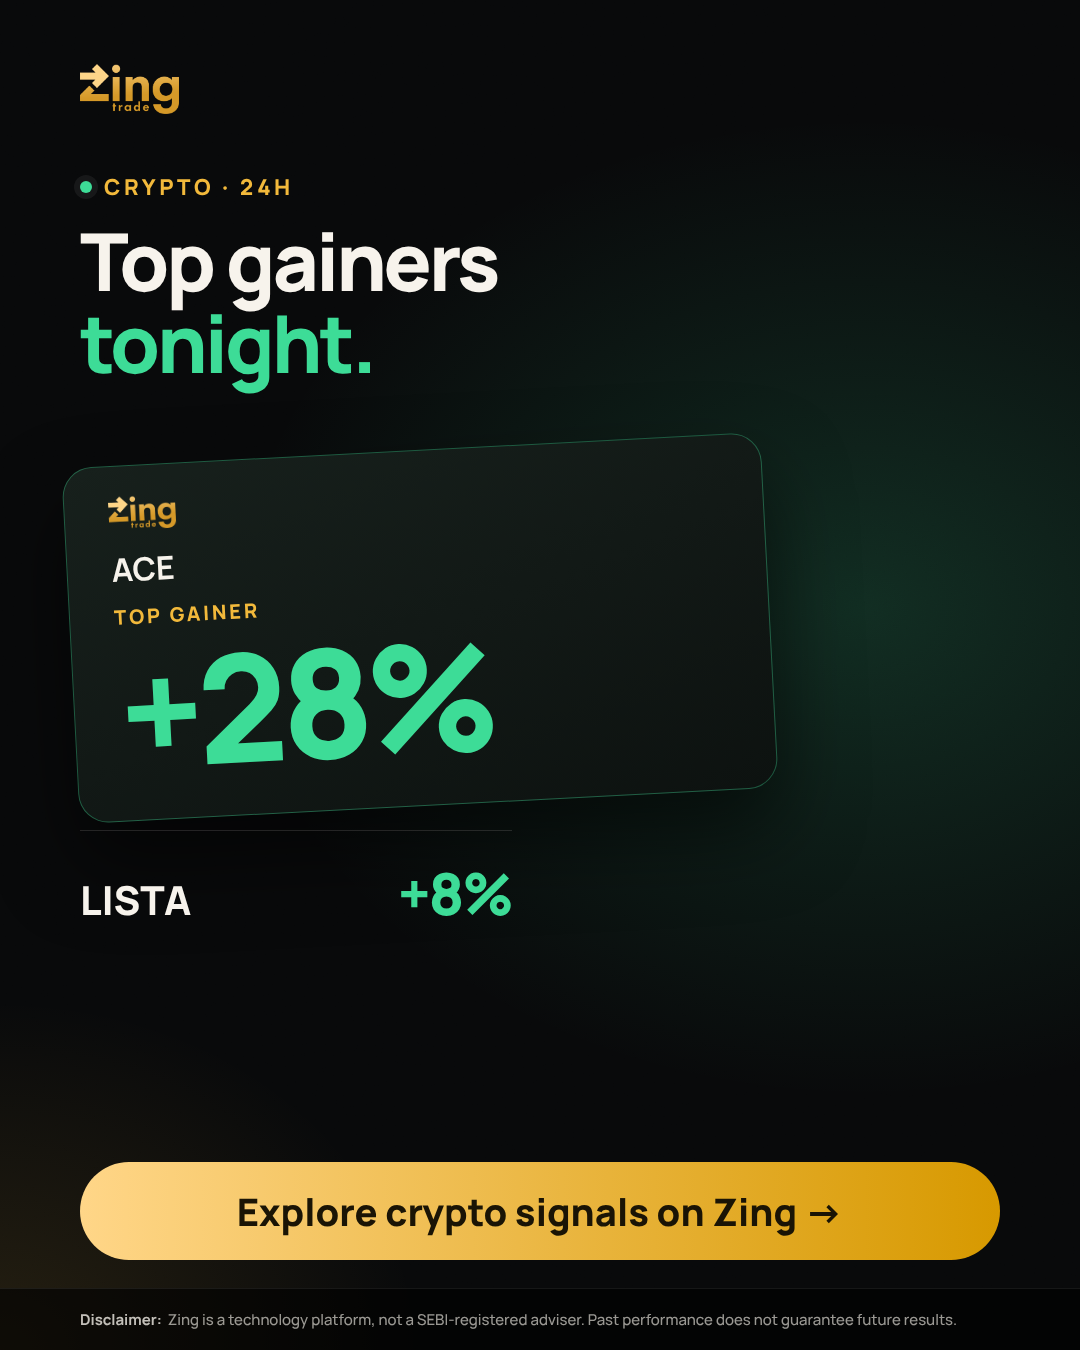 Zing
trade
CRYPTO · 24H
Top gainers
tonight.
Zing
trade
ACE
TOP GAINER
+28%
LISTA +8%
Explore crypto signals on Zing →
Disclaimer: Zing is a technology platform, not a SEBI-registered adviser. Past performance does not guarantee future results.